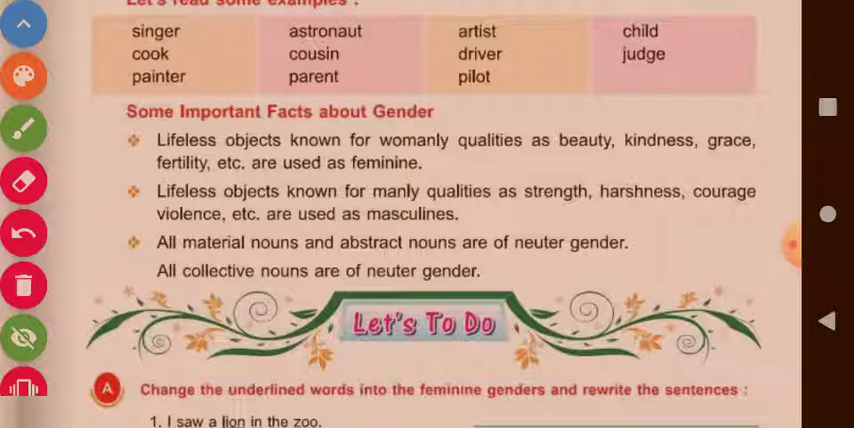 Let's read some examples :
singer astronaut artist child
cook cousin driver judge
painter parent pilot
Some Important Facts about Gender
Lifeless objects known for womanly qualities as beauty, kindness, grace,
fertility, etc. are used as feminine.
Lifeless objects known for manly qualities as strength, harshness, courage
violence, etc. are used as masculines.
All material nouns and abstract nouns are of neuter gender.
All collective nouns are of neuter gender.
Let's To Do
A Change the underlined words into the feminine genders and rewrite the sentences :
1. I saw a lion in the zoo.